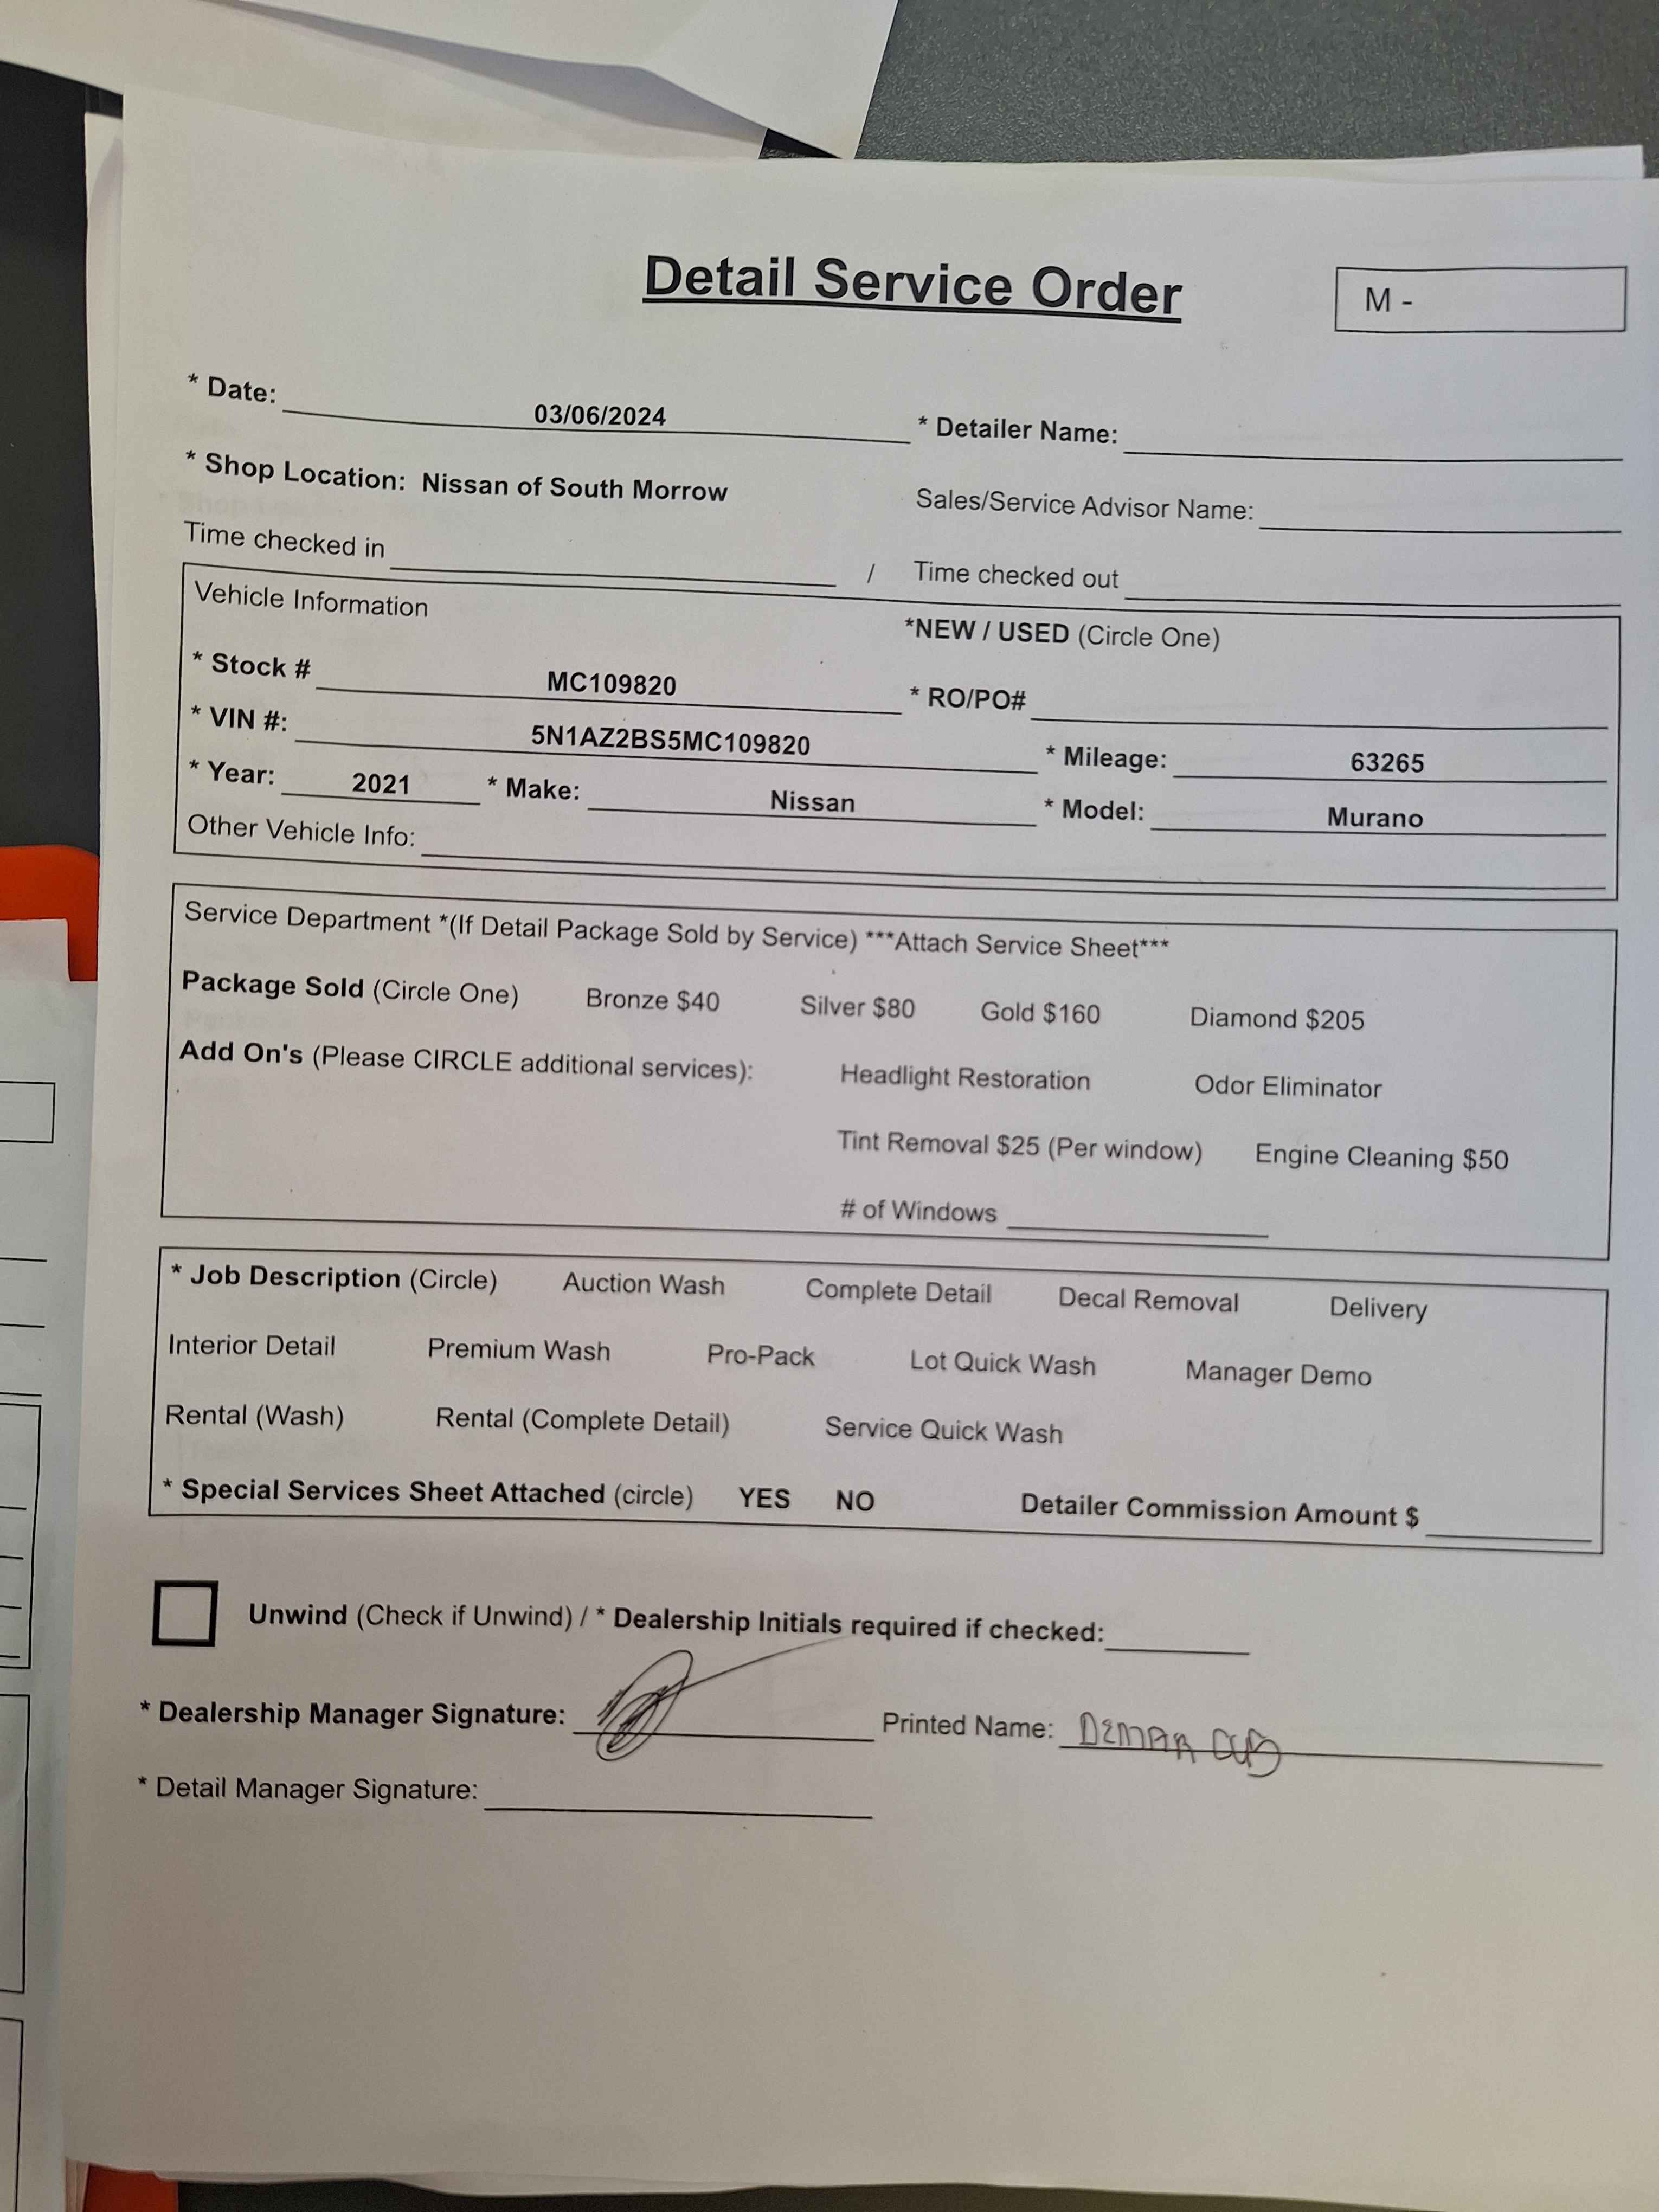 Detail Service Order
M -
* Date: 03/06/2024 * Detailer Name:
* Shop Location: Nissan of South Morrow Sales/Service Advisor Name:
Time checked in / Time checked out
Vehicle Information *NEW / USED (Circle One)
* Stock # MC109820 * RO/PO#
* VIN #: 5N1AZ2BS5MC109820 * Mileage: 63265
* Year: 2021 * Make: Nissan * Model: Murano
Other Vehicle Info:
Service Department *(If Detail Package Sold by Service) ***Attach Service Sheet***
Package Sold (Circle One) Bronze $40 Silver $80 Gold $160 Diamond $205
Add On's (Please CIRCLE additional services): Headlight Restoration Odor Eliminator
Tint Removal $25 (Per window) Engine Cleaning $50
# of Windows
* Job Description (Circle) Auction Wash Complete Detail Decal Removal Delivery
Interior Detail Premium Wash Pro-Pack Lot Quick Wash Manager Demo
Rental (Wash) Rental (Complete Detail) Service Quick Wash
* Special Services Sheet Attached (circle) YES NO Detailer Commission Amount $
Unwind (Check if Unwind) / * Dealership Initials required if checked:
* Dealership Manager Signature: Printed Name: DEMAR
* Detail Manager Signature: